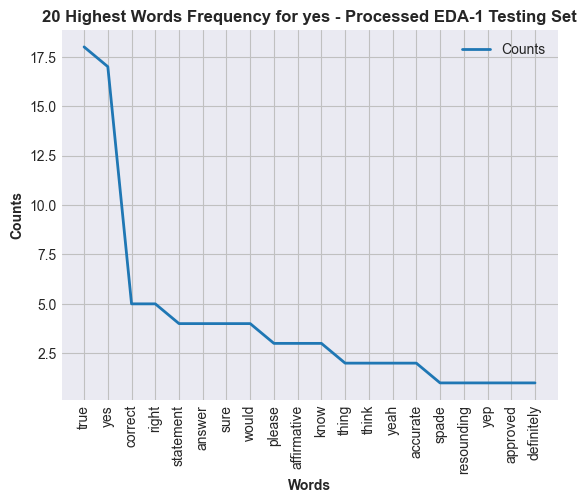 20 Highest Words Frequency for yes - Processed EDA-1 Testing Set
Counts
17.5
15.0
12.5
10.0
7.5
5.0
2.5
Counts
true
yes
correct
right
statement
answer
sure
would
please
affirmative
know
thing
think
yeah
accurate
spade
resounding
yep
approved
definitely
Words